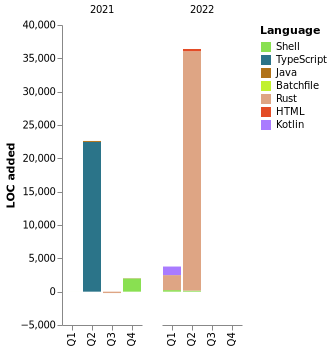 2021 2022
LOC added
40,000
35,000
30,000
25,000
20,000
15,000
10,000
5,000
0
−5,000
Q1 Q2 Q3 Q4 Q1 Q2 Q3 Q4
Language
Shell
TypeScript
Java
Batchfile
Rust
HTML
Kotlin